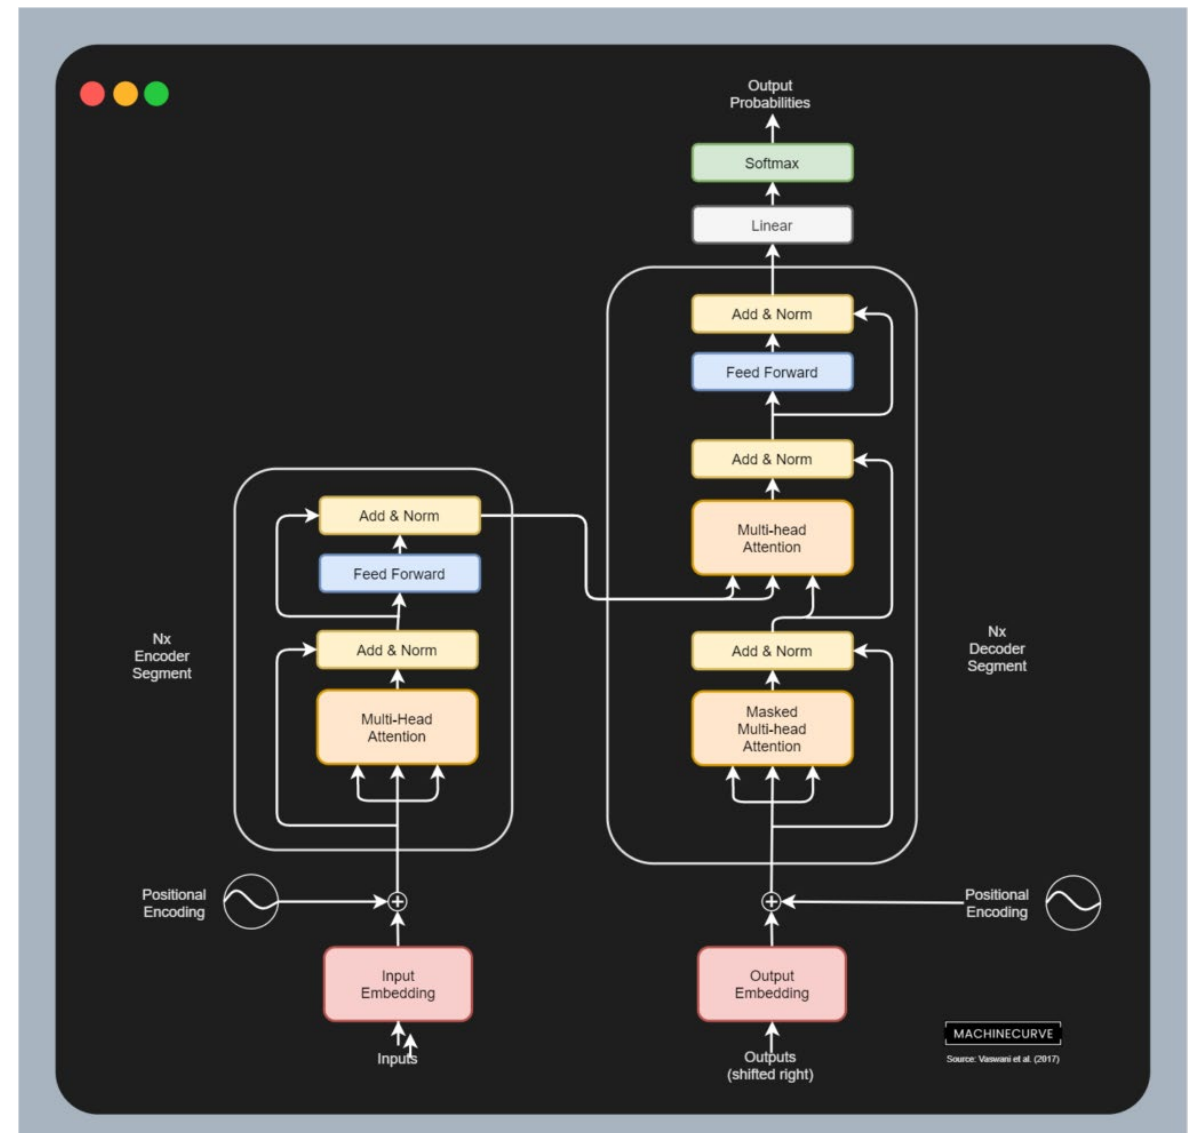 Output
Probabilities
Softmax
Linear
Add & Norm
Feed Forward
Add & Norm
Multi-head
Attention
Add & Norm
Masked
Multi-head
Attention
Nx
Decoder
Segment
Add & Norm
Feed Forward
Add & Norm
Multi-Head
Attention
Nx
Encoder
Segment
Positional
Encoding
Positional
Encoding
Input
Embedding
Output
Embedding
Inputs
Outputs
(shifted right)
MACHINECURVE
Source: Vaswani et al. (2017)